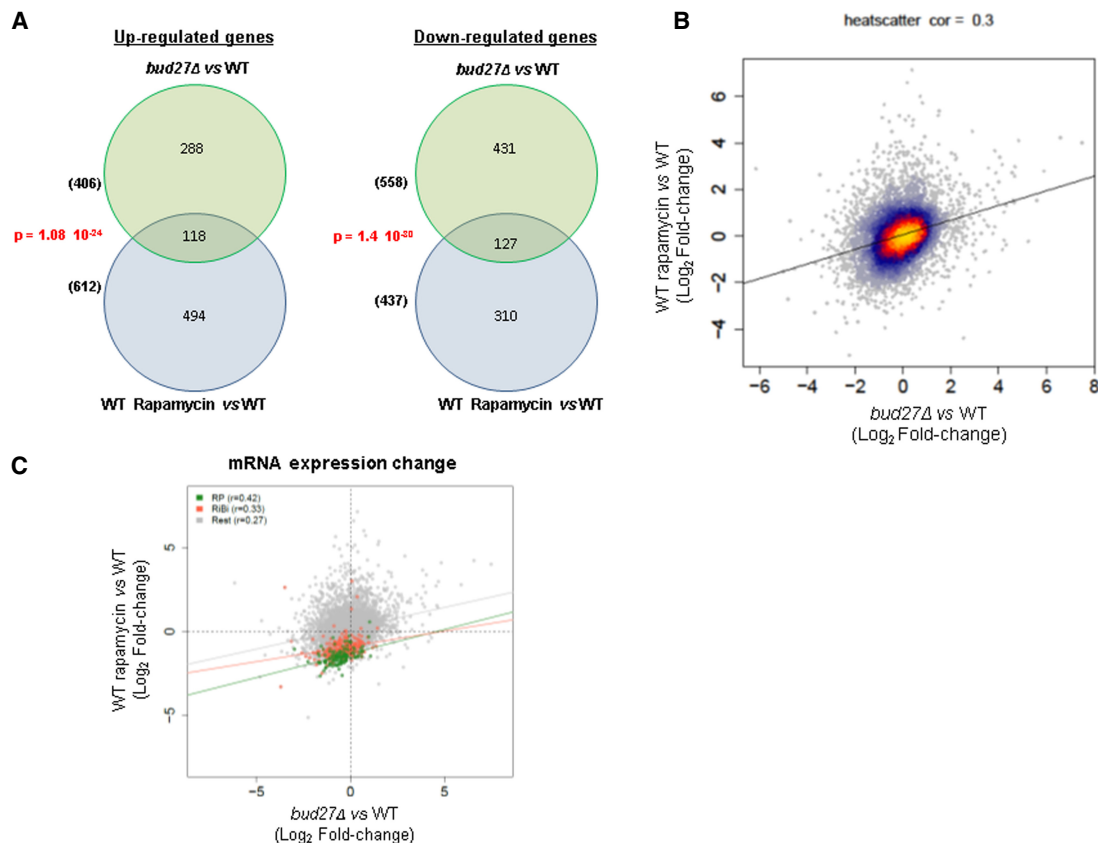 A
Up-regulated genes
bud27Δ vs WT
288
(406)
p = 1.08 10-24
118
(612)
494
WT Rapamycin vs WT
Down-regulated genes
bud27Δ vs WT
431
(558)
p = 1.4 10-80
127
(437)
310
WT Rapamycin vs WT
B
heatscatter cor = 0.3
WT rapamycin vs WT
(Log2 Fold-change)
6
4
2
0
-2
-4
-6 -4 -2 0 2 4 6 8
bud27Δ vs WT
(Log2 Fold-change)
C
mRNA expression change
RP (r=0.42)
RiBi (r=0.33)
Rest (r=0.27)
WT rapamycin vs WT
(Log2 Fold-change)
5
0
-5
-5 0 5
bud27Δ vs WT
(Log2 Fold-change)